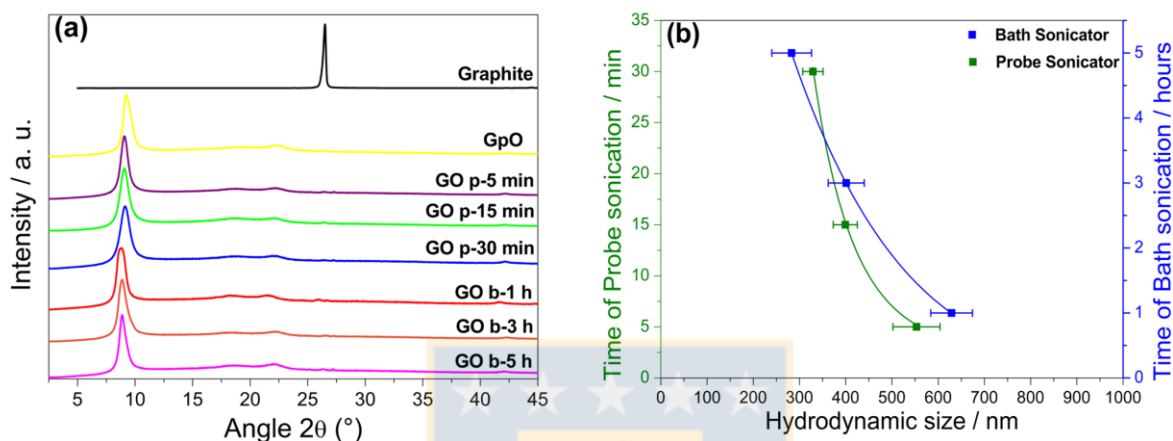 (a)
Graphite
GpO
GO p-5 min
GO p-15 min
GO p-30 min
GO b-1 h
GO b-3 h
GO b-5 h
Intensity / a. u.
5 10 15 20 25 30 35 40 45
Angle 2θ (°)
(b)
Bath Sonicator
Probe Sonicator
Time of Probe sonication / min
35
30
25
20
15
10
5
0
Time of Bath sonication / hours
5
4
3
2
1
0
0 100 200 300 400 500 600 700 800 900 1000
Hydrodynamic size / nm